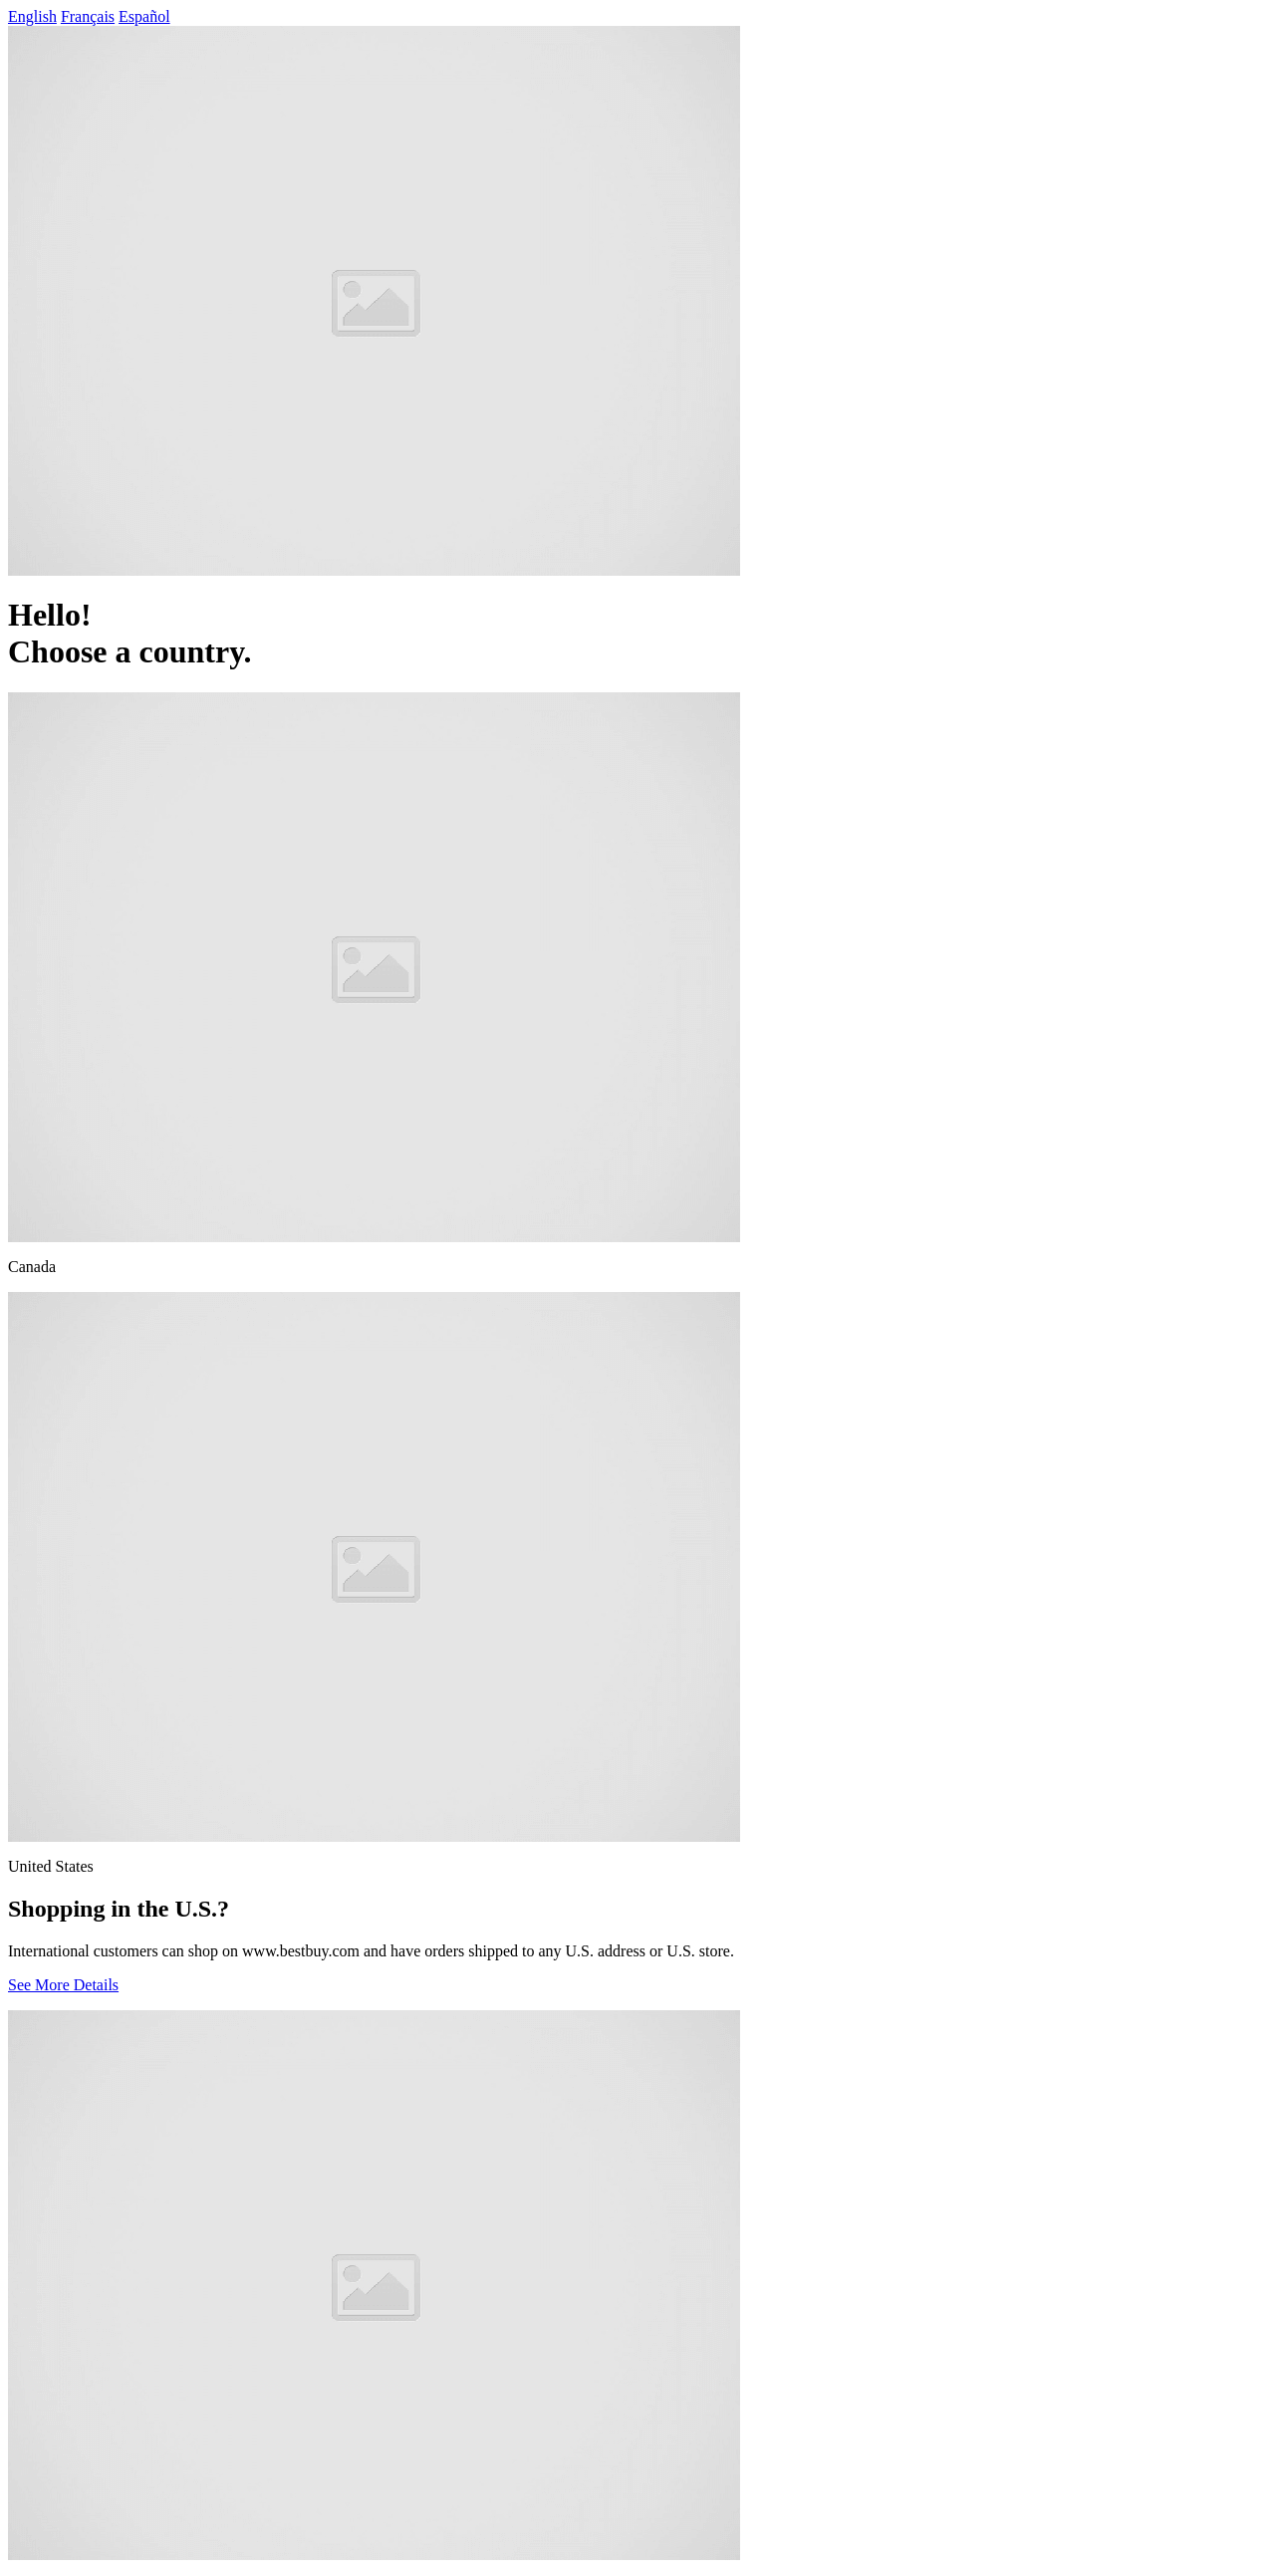 English Français Español
Hello!
Choose a country.
Canada
United States
Shopping in the U.S.?
International customers can shop on www.bestbuy.com and have orders shipped to any U.S. address or U.S. store.
See More Details